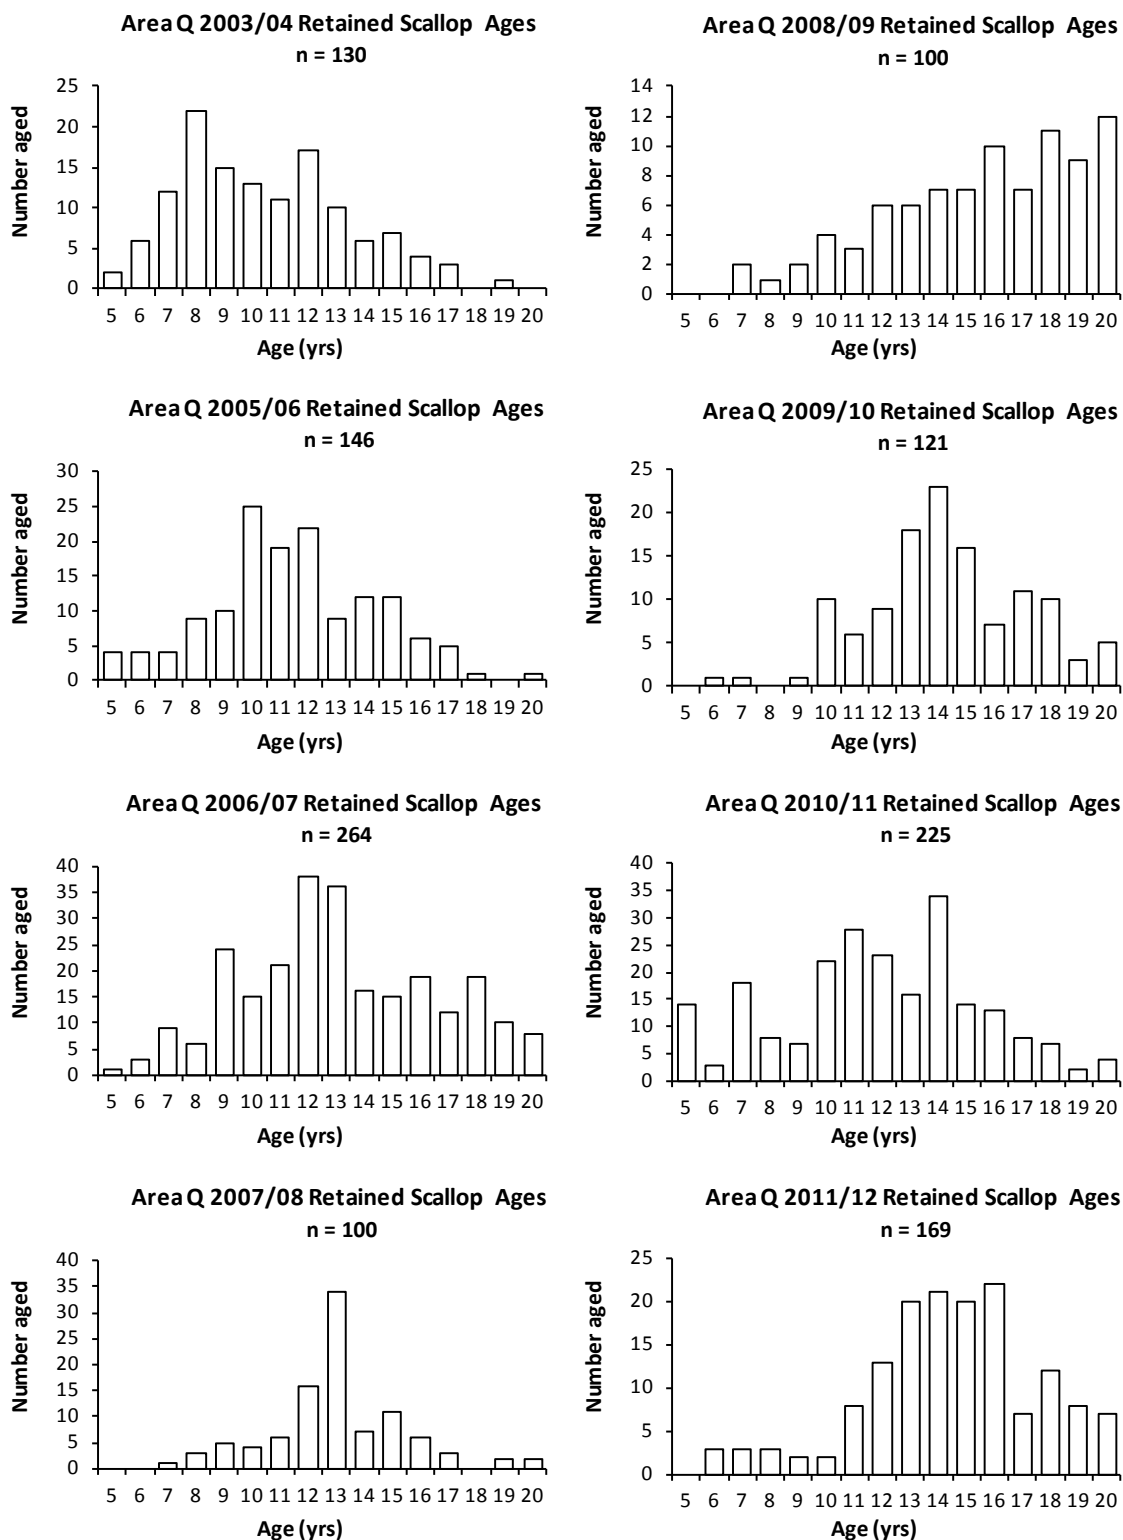 Area Q 2003/04 Retained Scallop Ages
n = 130
Number aged
25
20
15
10
5
0
5 6 7 8 9 10 11 12 13 14 15 16 17 18 19 20
Age (yrs)
Area Q 2008/09 Retained Scallop Ages
n = 100
Number aged
14
12
10
8
6
4
2
0
5 6 7 8 9 10 11 12 13 14 15 16 17 18 19 20
Age (yrs)
Area Q 2005/06 Retained Scallop Ages
n = 146
Number aged
30
25
20
15
10
5
0
5 6 7 8 9 10 11 12 13 14 15 16 17 18 19 20
Age (yrs)
Area Q 2009/10 Retained Scallop Ages
n = 121
Number aged
25
20
15
10
5
0
5 6 7 8 9 10 11 12 13 14 15 16 17 18 19 20
Age (yrs)
Area Q 2006/07 Retained Scallop Ages
n = 264
Number aged
40
35
30
25
20
15
10
5
0
5 6 7 8 9 10 11 12 13 14 15 16 17 18 19 20
Age (yrs)
Area Q 2010/11 Retained Scallop Ages
n = 225
Number aged
40
35
30
25
20
15
10
5
0
5 6 7 8 9 10 11 12 13 14 15 16 17 18 19 20
Age (yrs)
Area Q 2007/08 Retained Scallop Ages
n = 100
Number aged
40
35
30
25
20
15
10
5
0
5 6 7 8 9 10 11 12 13 14 15 16 17 18 19 20
Age (yrs)
Area Q 2011/12 Retained Scallop Ages
n = 169
Number aged
25
20
15
10
5
0
5 6 7 8 9 10 11 12 13 14 15 16 17 18 19 20
Age (yrs)